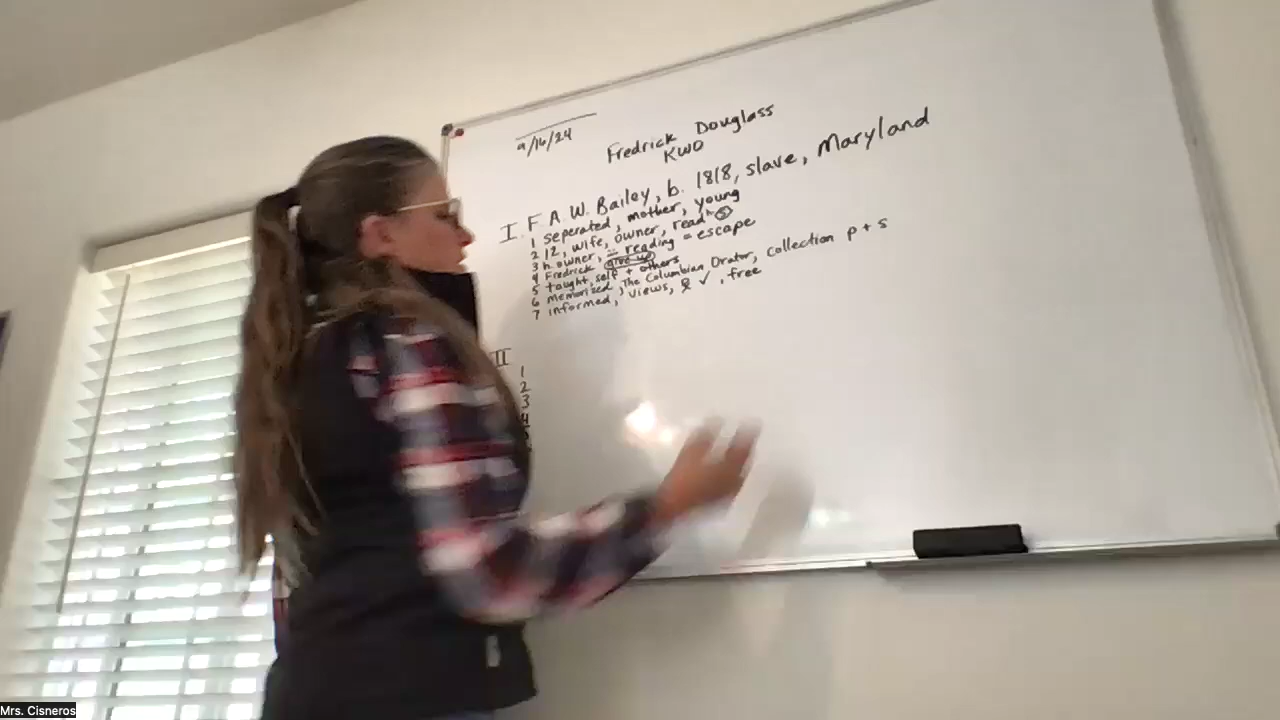 9/16/24
Fredrick Douglass
KWO
I. F. A. W. Bailey, b. 1818, slave, Maryland
1 seperated, mother, young
2 12, wife, owner, read
3 h. owner, reading = escape
4 Fredrick give up
5 taught, self + others
6 memorized, The Columbian Orator, collection p + s
7 informed, views, ✓, free
II
1
2
3
4
Mrs. Cisneros